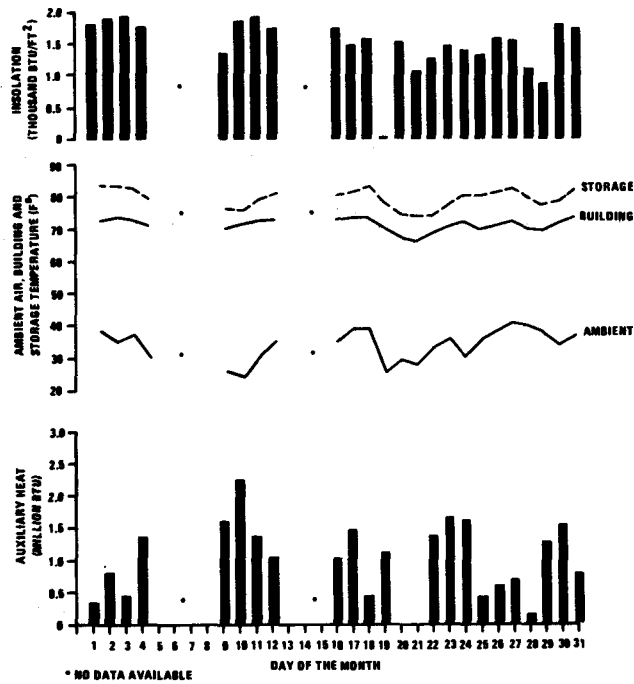 INSOLATION
(THOUSAND BTU/FT2)
2.0
1.5
1.0
0.5
0
AMBIENT AIR, BUILDING AND
STORAGE TEMPERATURE (F°)
90
80
70
60
50
40
30
20
STORAGE
BUILDING
AMBIENT
AUXILIARY HEAT
(MILLION BTU)
3.0
2.5
2.0
1.5
1.0
0.5
0
1 2 3 4 5 6 7 8 9 10 11 12 13 14 15 16 17 18 19 20 21 22 23 24 25 26 27 28 29 30 31
DAY OF THE MONTH
* NO DATA AVAILABLE